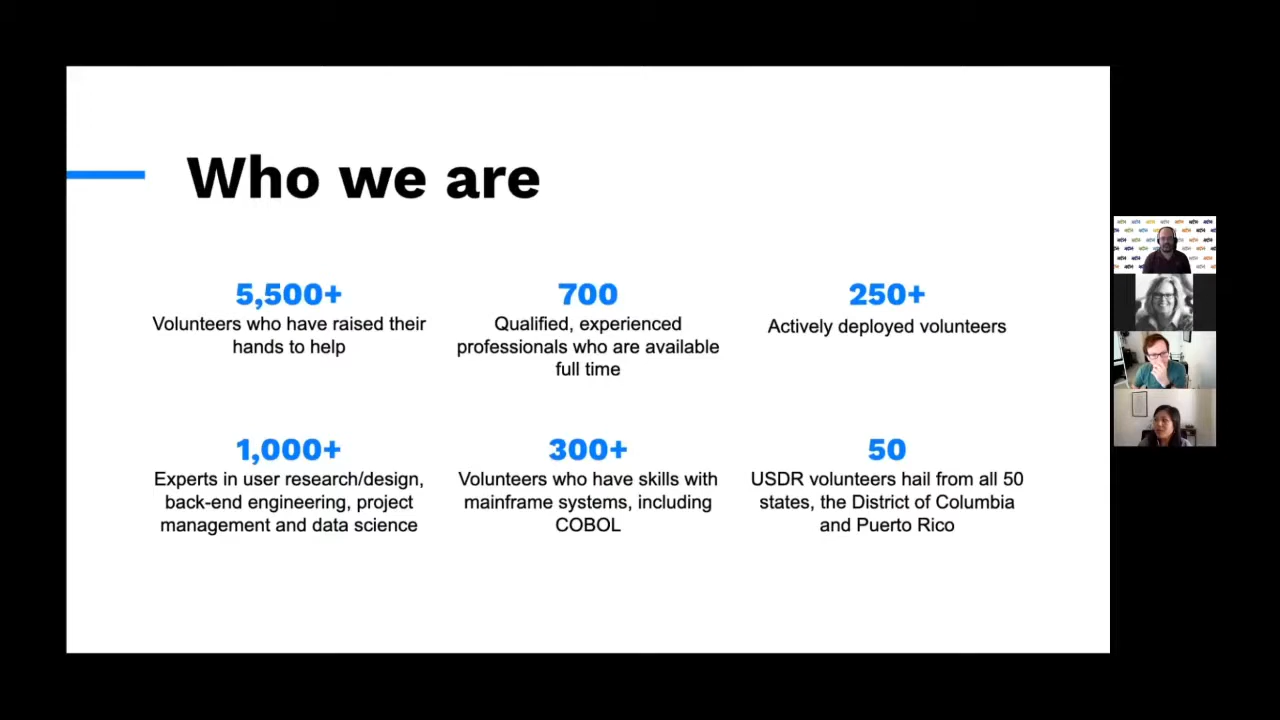 Who we are
5,500+
Volunteers who have raised their
hands to help
700
Qualified, experienced
professionals who are available
full time
250+
Actively deployed volunteers
1,000+
Experts in user research/design,
back-end engineering, project
management and data science
300+
Volunteers who have skills with
mainframe systems, including
COBOL
50
USDR volunteers hail from all 50
states, the District of Columbia
and Puerto Rico